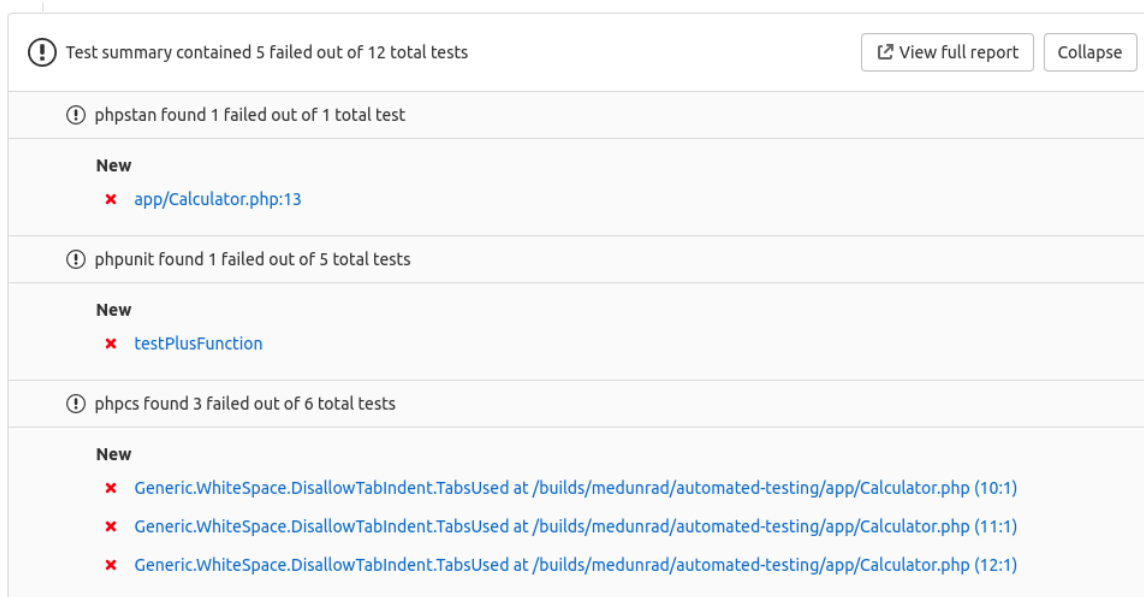 Test summary contained 5 failed out of 12 total tests
View full report
Collapse
phpstan found 1 failed out of 1 total test
New
app/Calculator.php:13
phpunit found 1 failed out of 5 total tests
New
testPlusFunction
phpcs found 3 failed out of 6 total tests
New
Generic.WhiteSpace.DisallowTabIndent.TabsUsed at /builds/medunrad/automated-testing/app/Calculator.php (10:1)
Generic.WhiteSpace.DisallowTabIndent.TabsUsed at /builds/medunrad/automated-testing/app/Calculator.php (11:1)
Generic.WhiteSpace.DisallowTabIndent.TabsUsed at /builds/medunrad/automated-testing/app/Calculator.php (12:1)